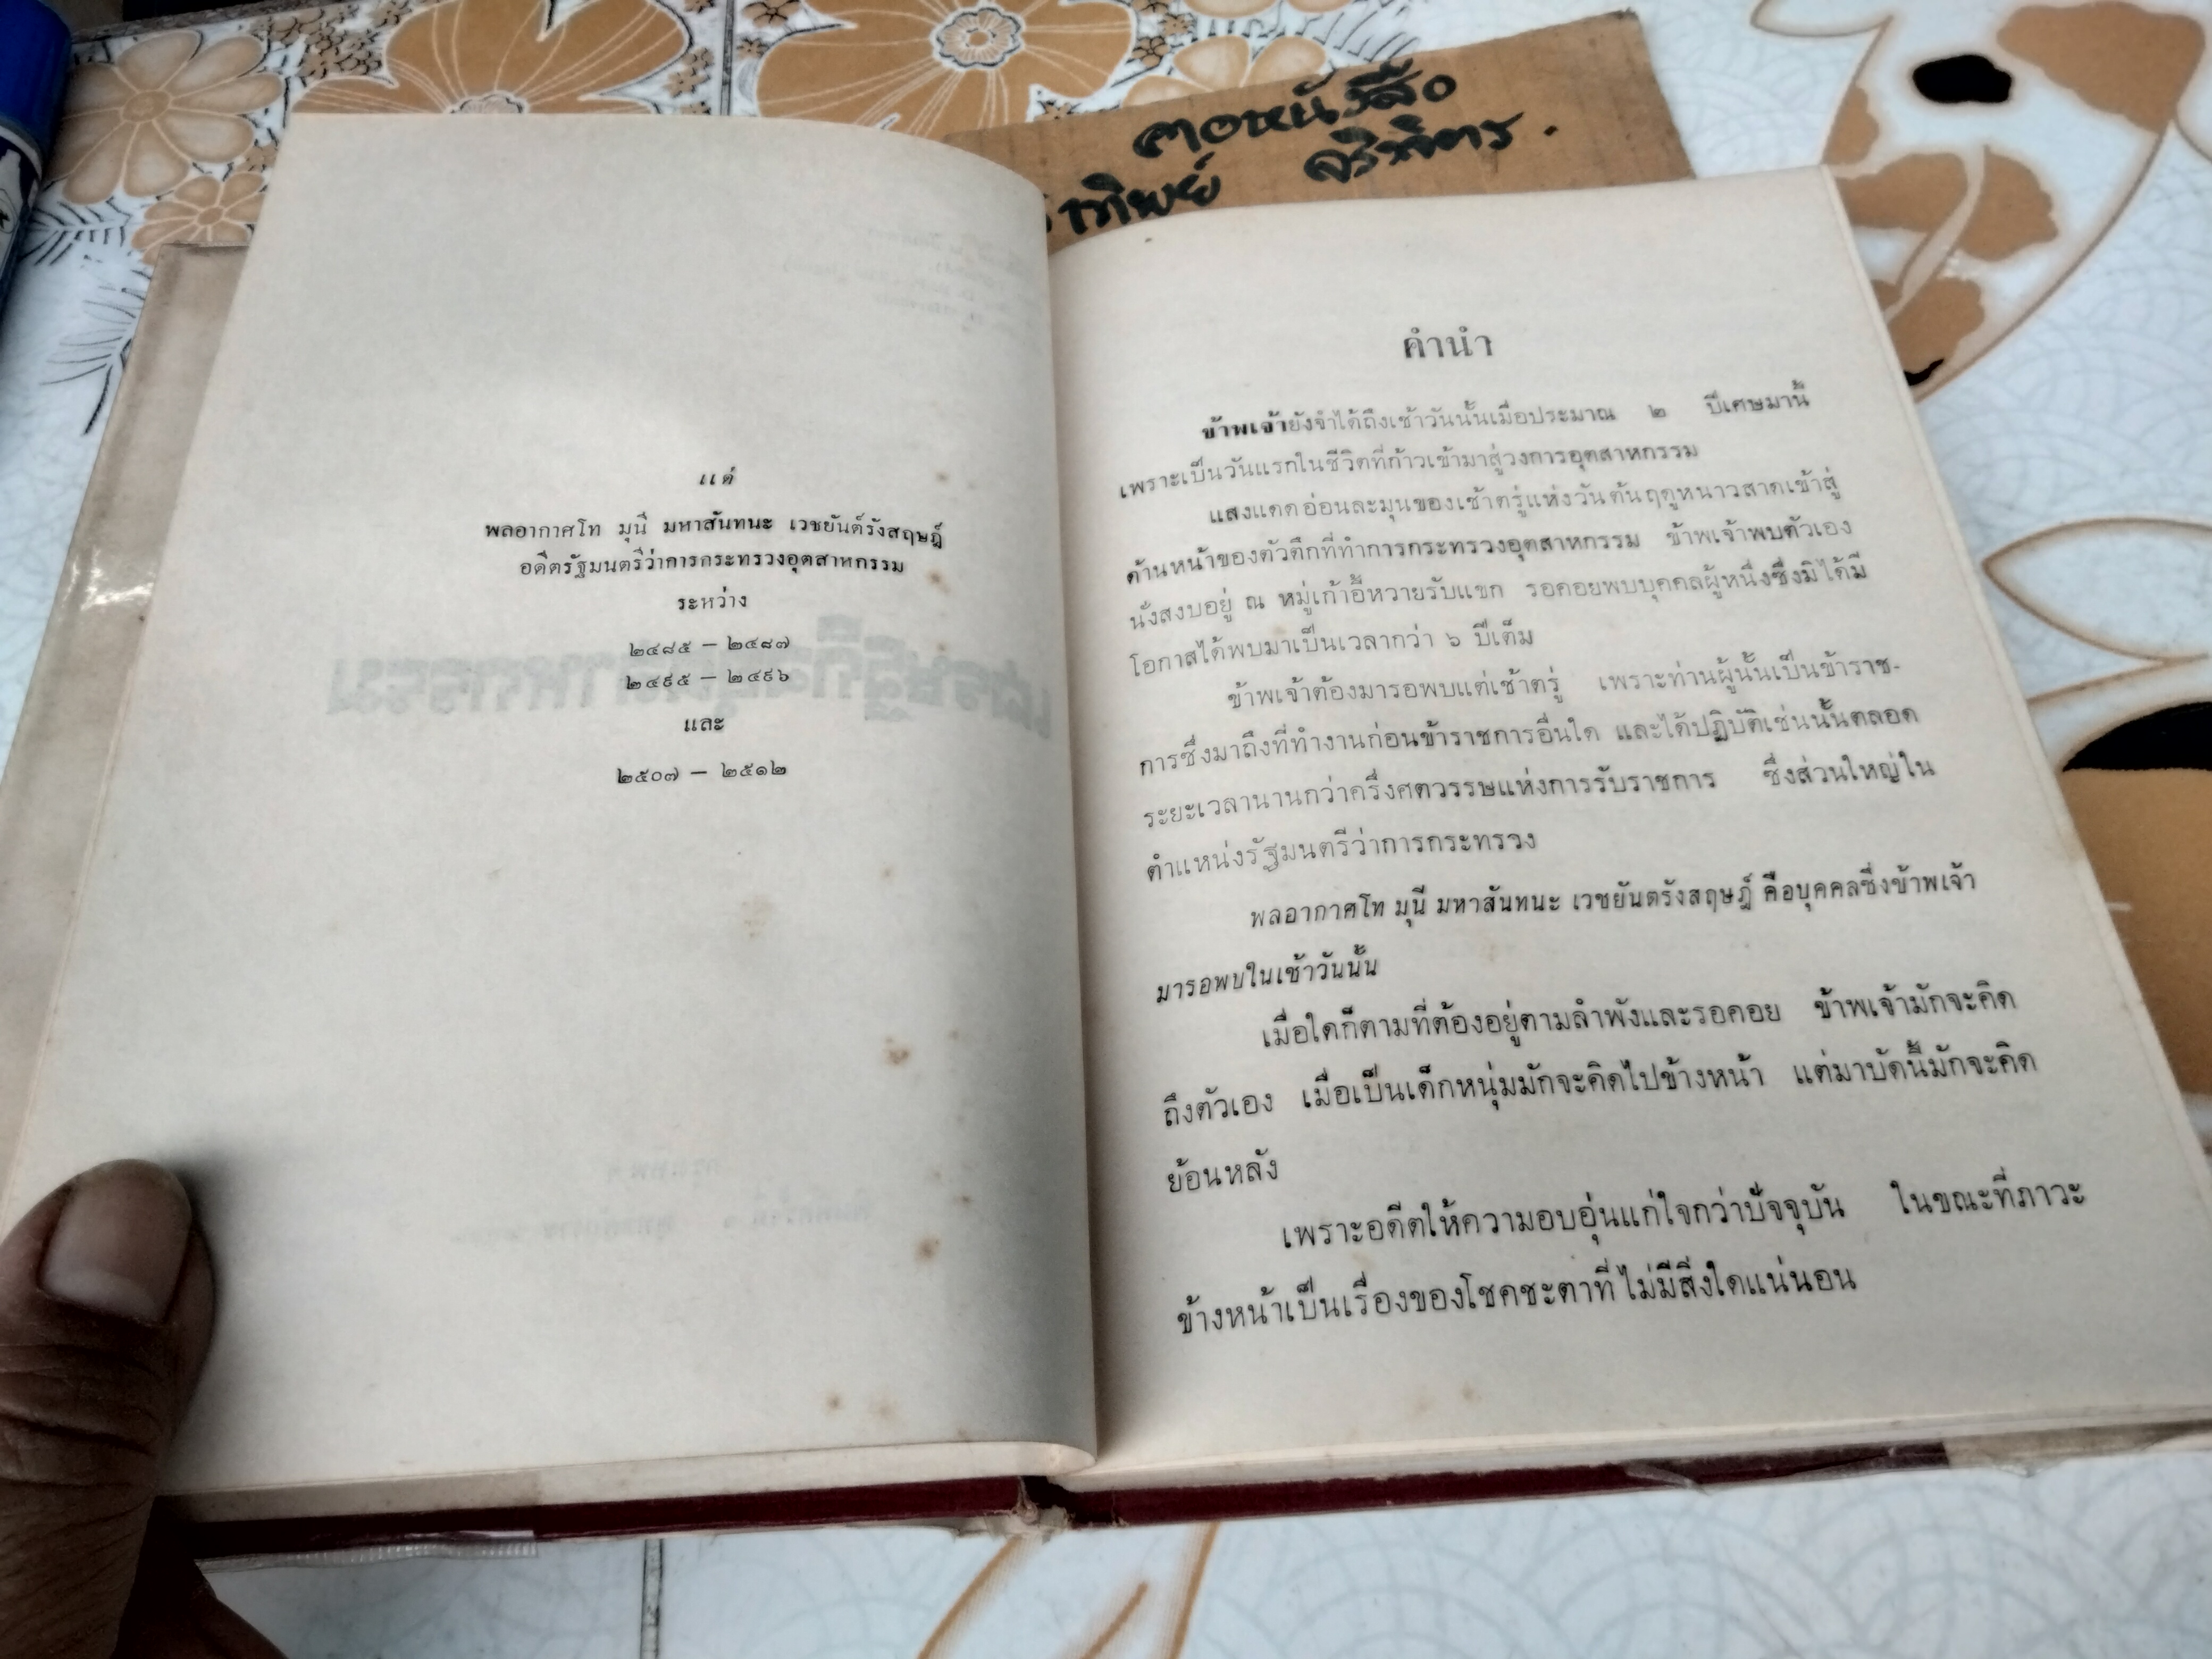 คอหนังสือ
แด่
พลอากาศโท มุนี มหาสันทนะ เวชยันต์รังสฤษฎ์
อดีตรัฐมนตรีว่าการกระทรวงอุตสาหกรรม
ระหว่าง
๒๔๘๕ — ๒๔๘๗
๒๔๙๕ — ๒๔๙๖
และ
๒๕๐๗ — ๒๕๑๒
คำนำ
ข้าพเจ้ายังจำได้ถึงเช้าวันนั้นเมื่อประมาณ ๒ ปีเศษมานี้
เพราะเป็นวันแรกในชีวิตที่ก้าวเข้ามาสู่วงการอุตสาหกรรม
แสงแดดอ่อนละมุนของเช้าตรู่แห่งวันต้นฤดูหนาวสาดเข้าสู่
ด้านหน้าของตัวตึกที่ทำการกระทรวงอุตสาหกรรม ข้าพเจ้าพบตัวเอง
นั่งสงบอยู่ ณ หมู่เก้าอี้หวายรับแขก รอคอยพบบุคคลผู้หนึ่งซึ่งมิได้มี
โอกาสได้พบมาเป็นเวลากว่า ๖ ปีเต็ม
ข้าพเจ้าต้องมารอพบแต่เช้าตรู่ เพราะท่านผู้นั้นเป็นข้าราช-
การซึ่งมาถึงที่ทำงานก่อนข้าราชการอื่นใด และได้ปฏิบัติเช่นนั้นตลอด
ระยะเวลานานกว่าครึ่งศตวรรษแห่งการรับราชการ ซึ่งส่วนใหญ่ใน
ตำแหน่งรัฐมนตรีว่าการกระทรวง
พลอากาศโท มุนี มหาสันทนะ เวชยันตรังสฤษฎ์ คือบุคคลซึ่งข้าพเจ้า
มารอพบในเช้าวันนั้น
เมื่อใดก็ตามที่ต้องอยู่ตามลำพังและรอคอย ข้าพเจ้ามักจะคิด
ถึงตัวเอง เมื่อเป็นเด็กหนุ่มมักจะคิดไปข้างหน้า แต่มาบัดนี้มักจะคิด
ย้อนหลัง
เพราะอดีตให้ความอบอุ่นแก่ใจกว่าปัจจุบัน ในขณะที่ภาวะ
ข้างหน้าเป็นเรื่องของโชคชะตาที่ไม่มีสิ่งใดแน่นอน